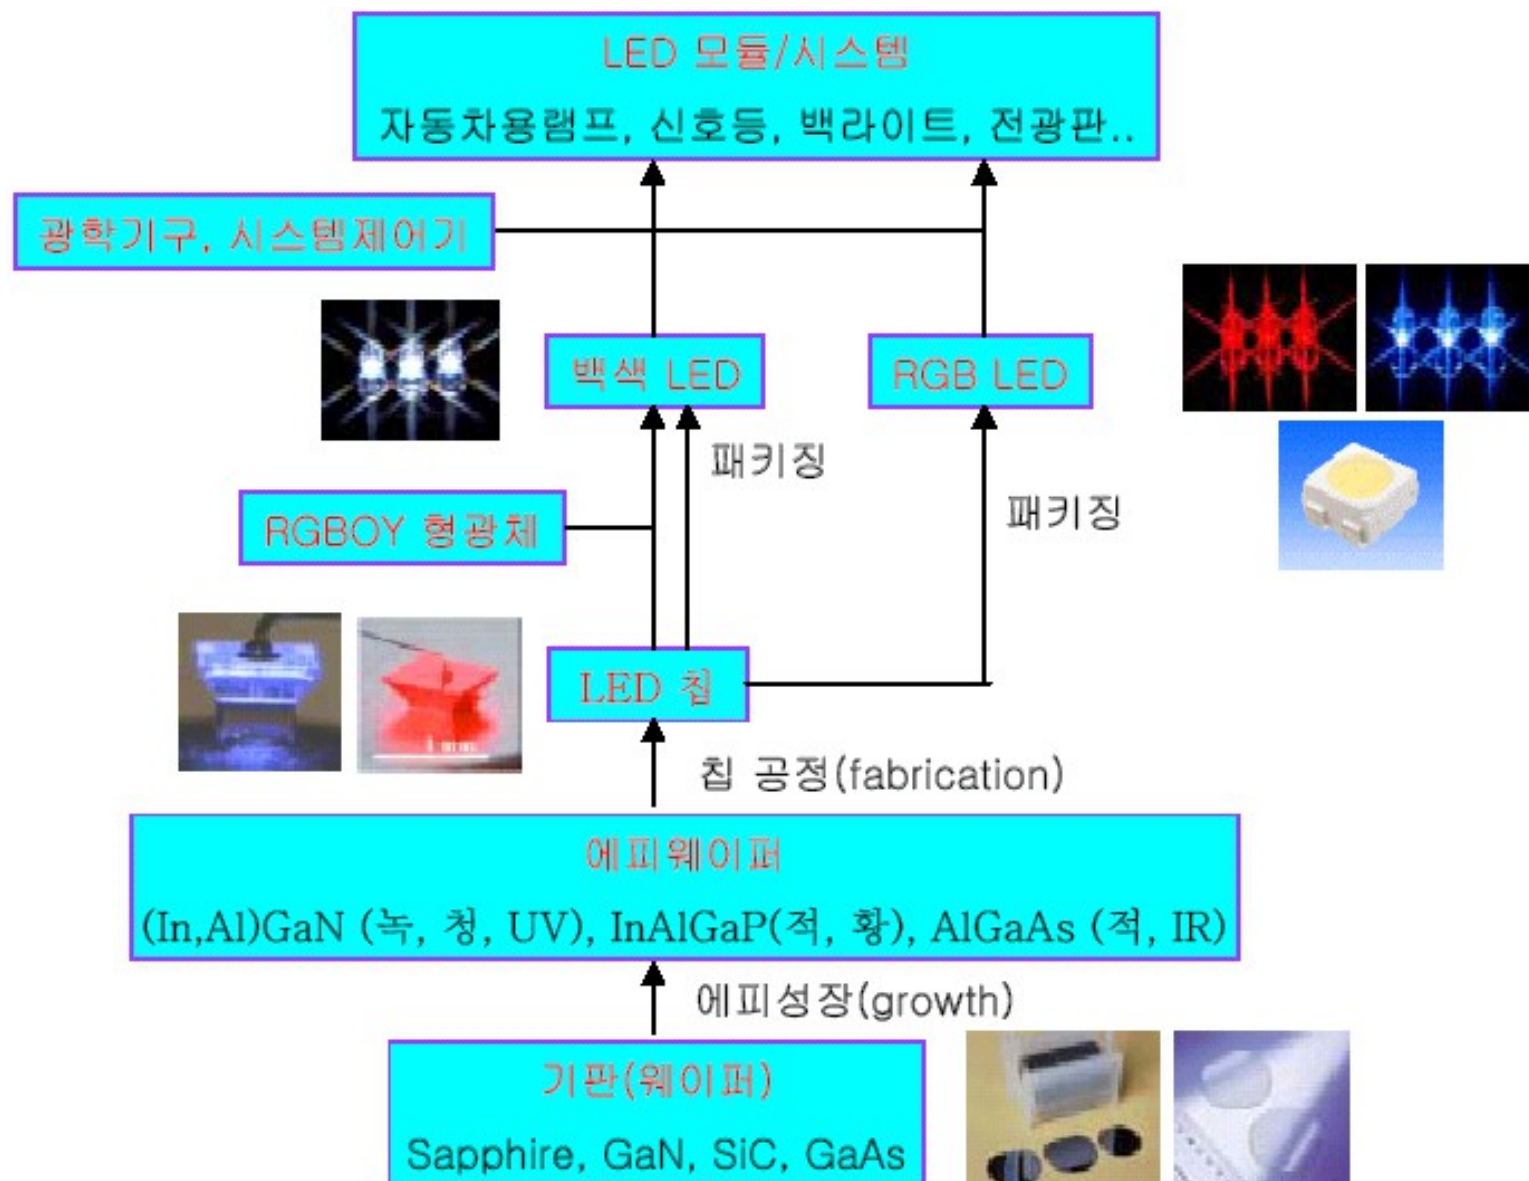 LED 모듈/시스템
자동차용램프, 신호등, 백라이트, 전광판..
광학기구, 시스템제어기
백색 LED
RGB LED
패키징
RGBOY 형광체
패키징
LED 칩
1 mm
칩 공정(fabrication)
에피웨이퍼
(In,Al)GaN (녹, 청, UV), InAlGaP(적, 황), AlGaAs (적, IR)
에피성장(growth)
기판(웨이퍼)
Sapphire, GaN, SiC, GaAs